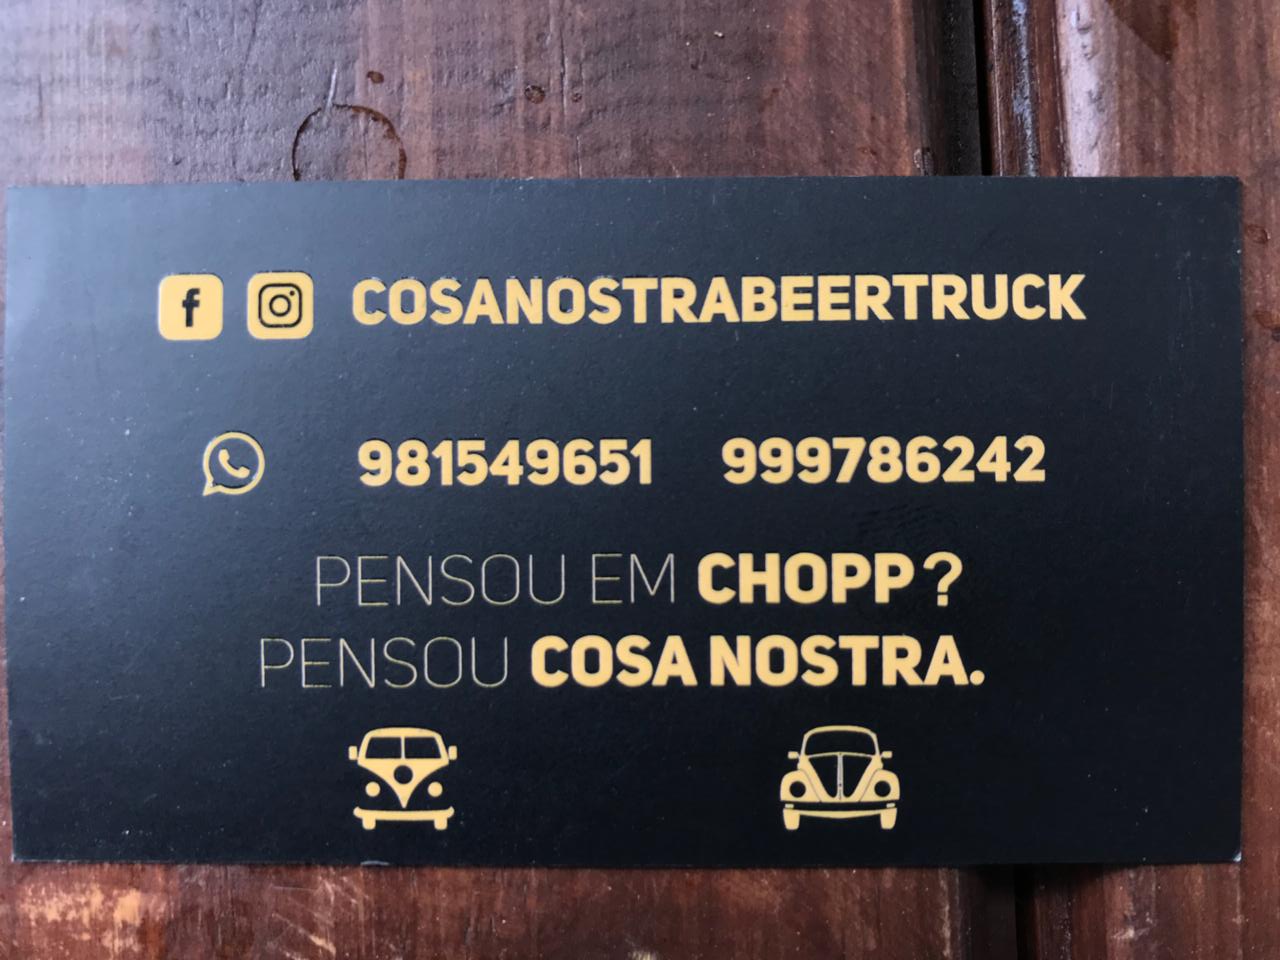 COSANOSTRABEERTRUCK
981549651 999786242
PENSOU EM CHOPP?
PENSOU COSA NOSTRA.